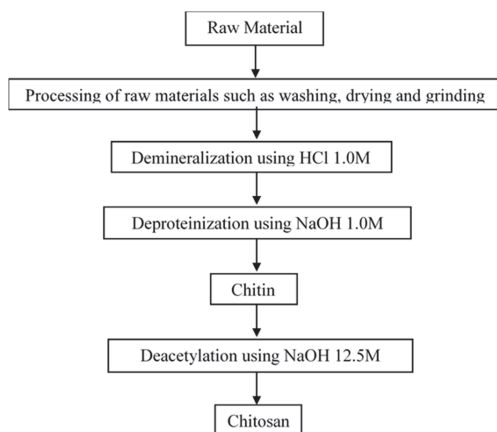 Raw Material
Processing of raw materials such as washing, drying and grinding
Demineralization using HCl 1.0M
Deproteinization using NaOH 1.0M
Chitin
Deacetylation using NaOH 12.5M
Chitosan